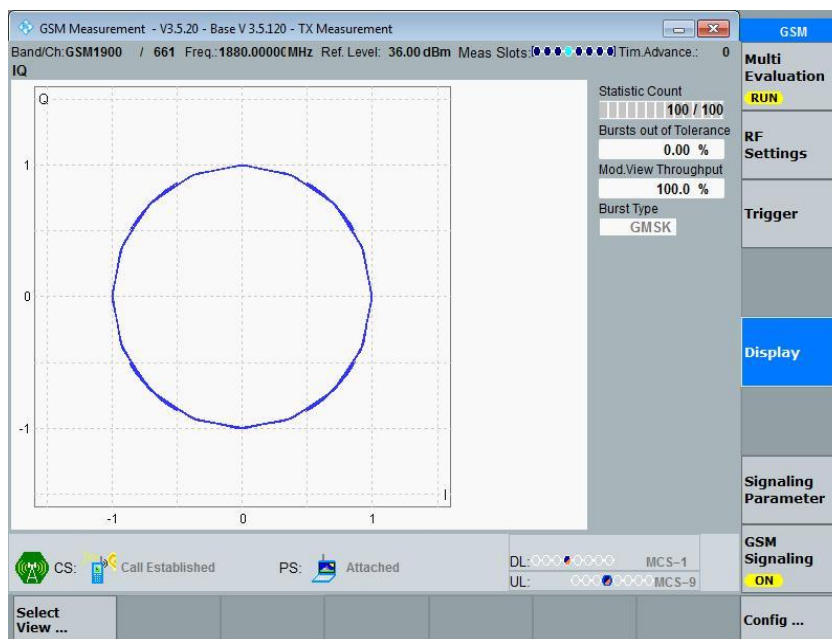 GSM Measurement - V3.5.20 - Base V 3.5.120 - TX Measurement
GSM
Band/Ch:GSM1900 / 661 Freq.:1880.0000 MHz Ref. Level: 36.00 dBm Meas Slots: Tim.Advance.: 0
IQ
Q
1
0
-1
I
-1 0 1
Statistic Count
100 / 100
Bursts out of Tolerance
0.00 %
Mod.View Throughput
100.0 %
Burst Type
GMSK
Multi
Evaluation
RUN
RF
Settings
Trigger
Display
Signaling
Parameter
GSM
Signaling
ON
CS: Call Established PS: Attached
DL: MCS-1
UL: MCS-9
Select
View ...
Config ...